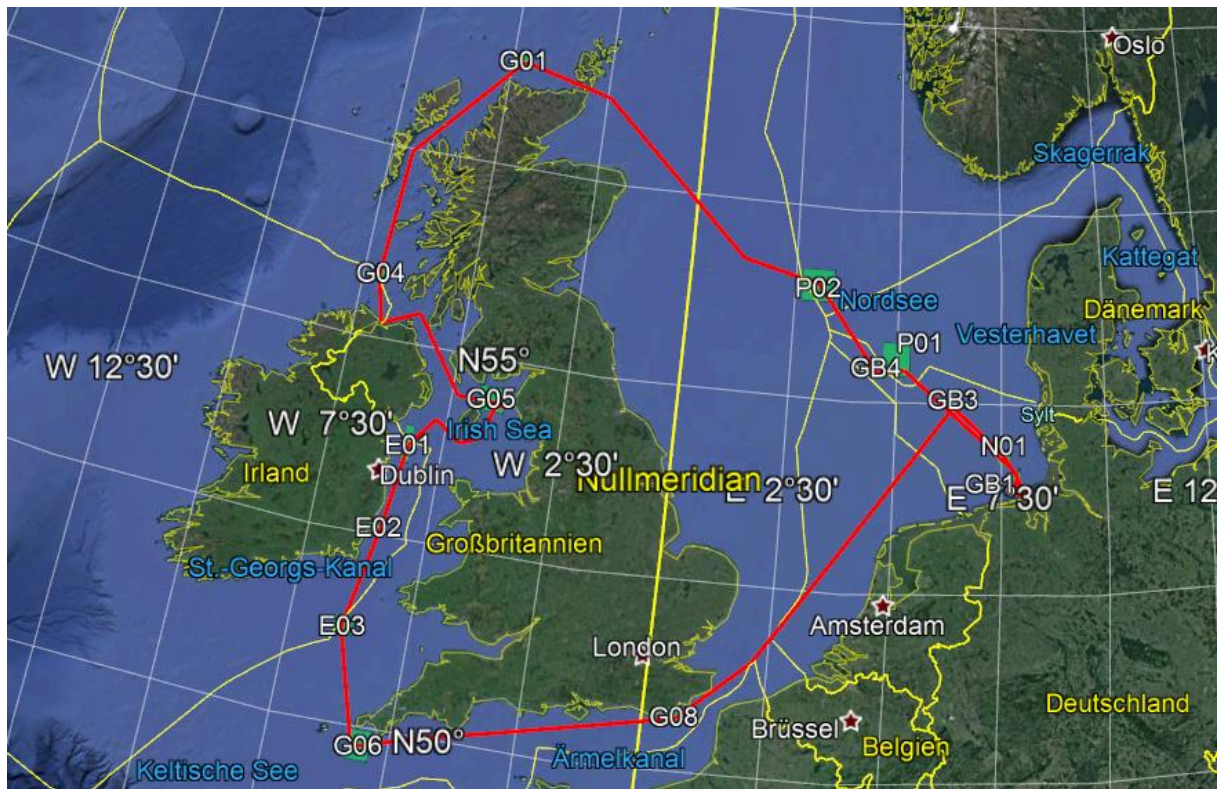 Oslo
G01
Skagerrak
Kattegat
G04
P02
Nordsee
Dänemark
Vesterhavet
P01
K
W 12°30'
N55°
GB4
G05
GB3
Sylt
W 7°30'
E01
Irish Sea
N01
Irland
Dublin
W 2°30'
Nullmeridian
E 2°30'
GB1
E 7°30'
E 12
E02
Großbritannien
St.-Georgs-Kanal
E03
Amsterdam
London
Deutschland
G08
Brüssel
Belgien
G06
N50°
Ärmelkanal
Keltische See